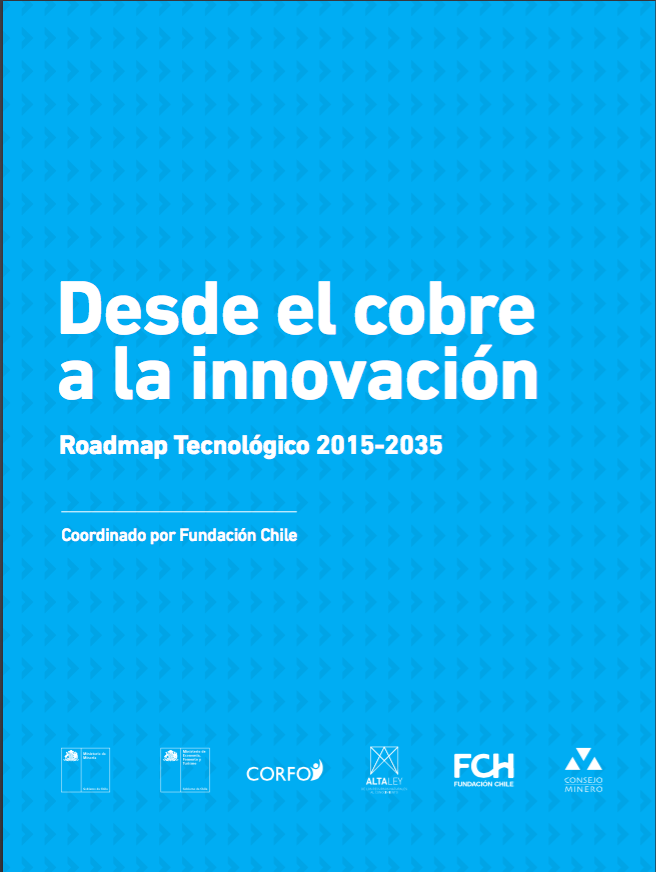 Desde el cobre
a la innovación
Roadmap Tecnológico 2015-2035
Coordinado por Fundación Chile
Ministerio de
Minería
Gobierno de Chile
Ministerio de
Economía,
Fomento y
Turismo
Gobierno de Chile
CORFO
ALTALEY
FCH
FUNDACIÓN CHILE
CONSEJO
MINERO